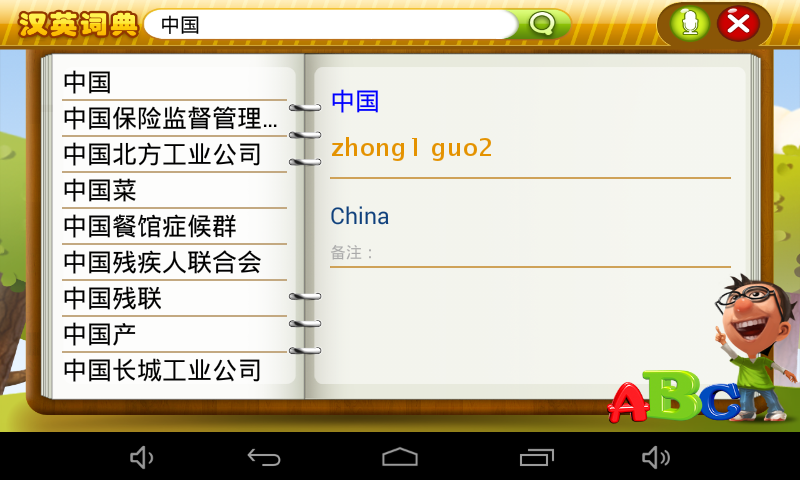 汉英词典
中国
中国
中国保险监督管理...
中国北方工业公司
中国菜
中国餐馆症候群
中国残疾人联合会
中国残联
中国产
中国长城工业公司
中国
zhong1 guo2
China
备注：
ABC